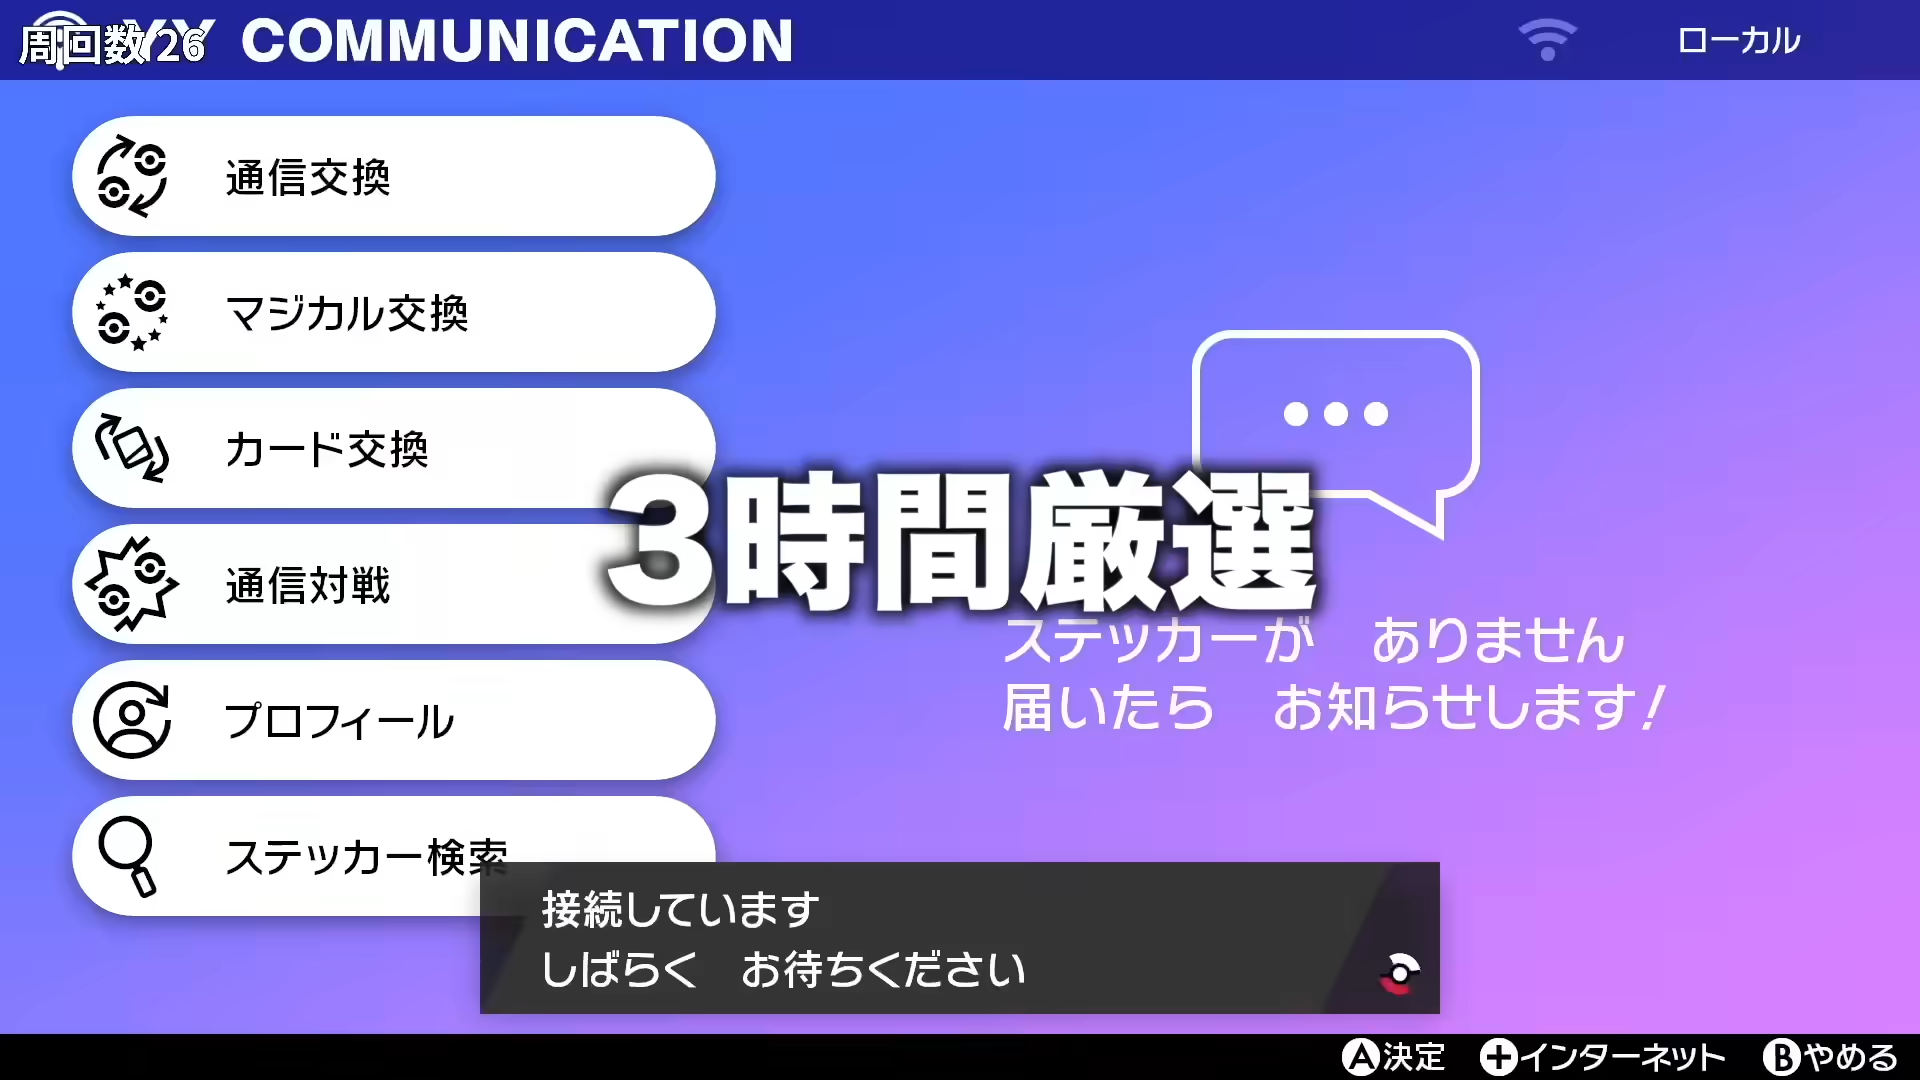 周回数 26
YY COMMUNICATION
ローカル
通信交換
マジカル交換
カード交換
通信対戦
プロフィール
ステッカー検索
3時間厳選
ステッカーが ありません
届いたら お知らせします!
接続しています
しばらく お待ちください
A決定 +インターネット Bやめる